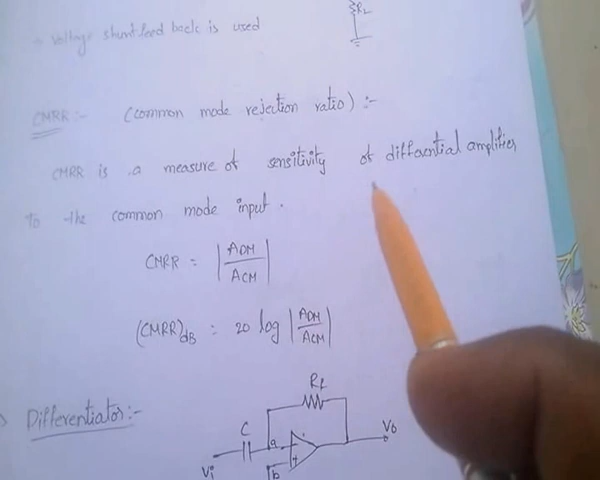 RL
→ Voltage shunt feed back is used
CMRR :- (common mode rejection ratio) :-
CMRR is a measure of sensitivity of differential amplifier
to the common mode input.
CMRR = |ADM / ACM|
(CMRR)dB = 20 log |ADM / ACM|
Differentiator :-
Rf
C
a
Vi
b
Vo
- +